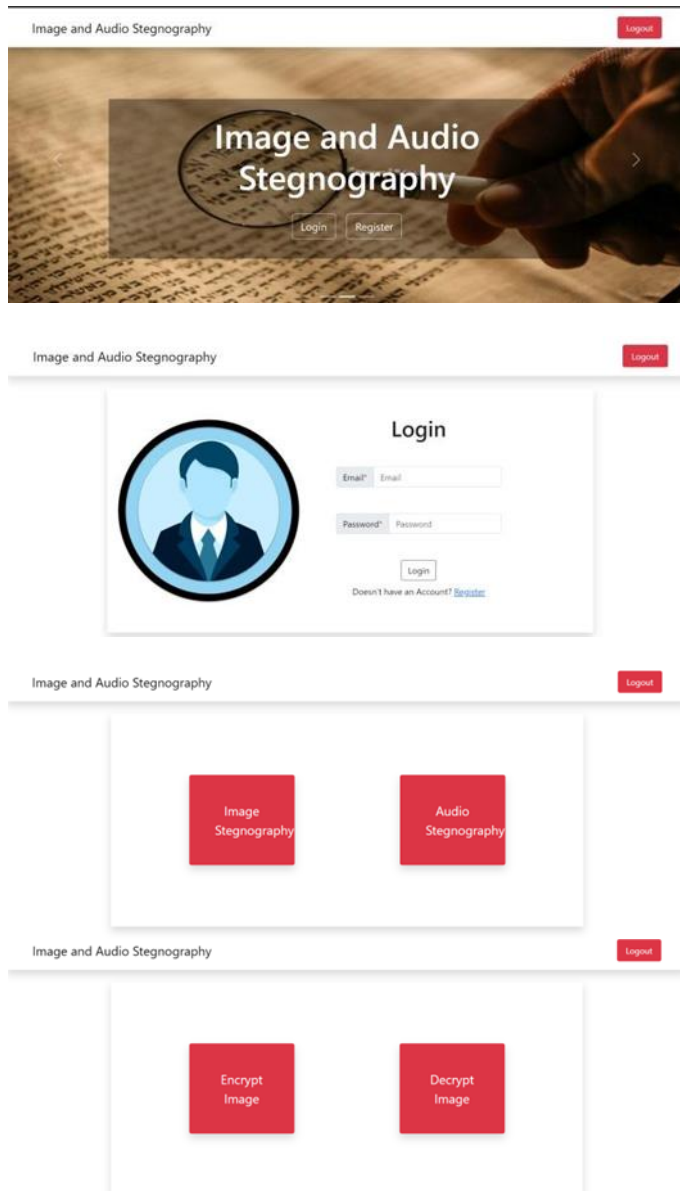 Image and Audio Stegnography
Logout
Image and Audio
Stegnography
Login
Register
Image and Audio Stegnography
Logout
Login
Email* Email
Password* Password
Login
Doesn't have an Account? Register
Image and Audio Stegnography
Logout
Image
Stegnography
Audio
Stegnography
Image and Audio Stegnography
Logout
Encrypt
Image
Decrypt
Image